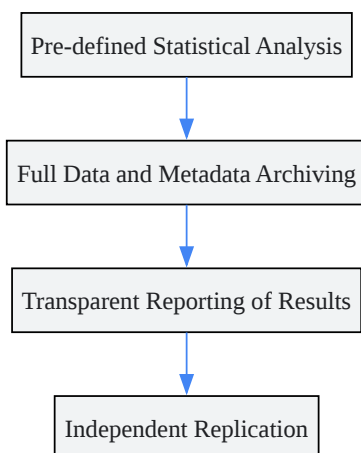 Pre-defined Statistical Analysis
Full Data and Metadata Archiving
Transparent Reporting of Results
Independent Replication